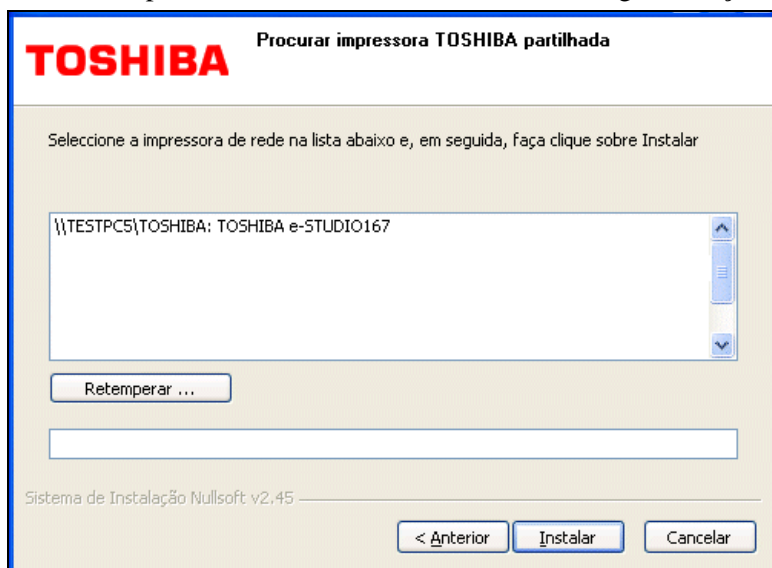 TOSHIBA
Procurar impressora TOSHIBA partilhada
Seleccione a impressora de rede na lista abaixo e, em seguida, faça clique sobre Instalar
\\TESTPC5\TOSHIBA: TOSHIBA e-STUDIO167
Retemperar ...
Sistema de Instalação Nullsoft v2.45
< Anterior
Instalar
Cancelar